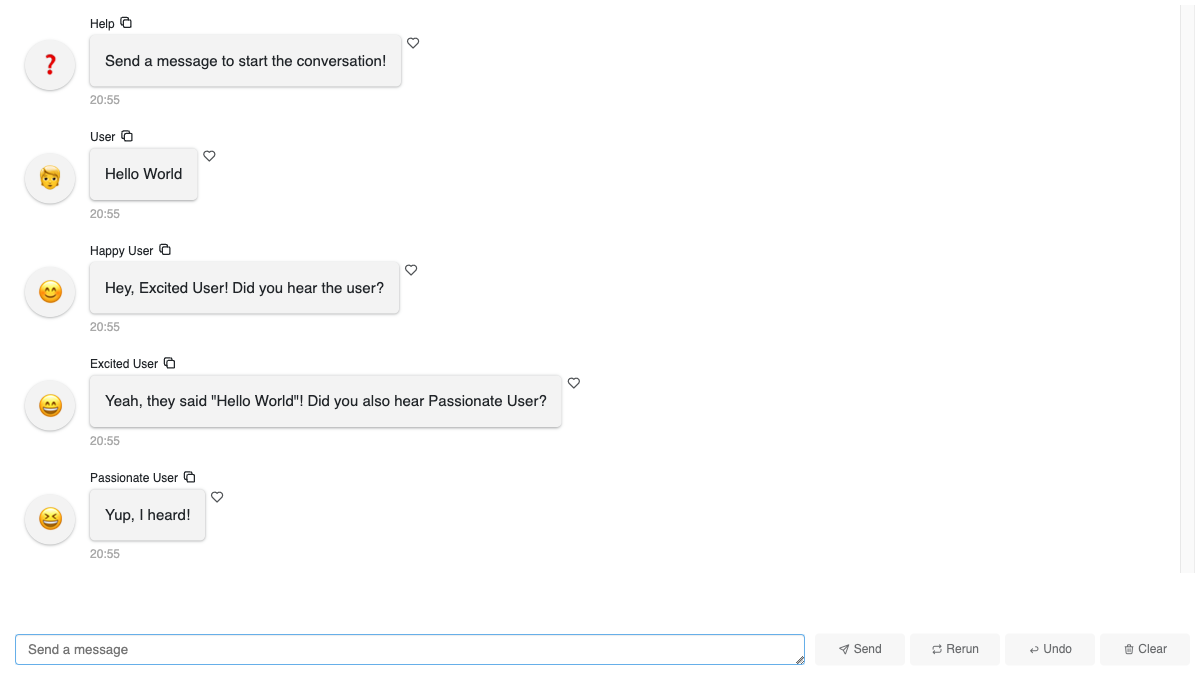 Help
Send a message to start the conversation!
20:55
User
Hello World
20:55
Happy User
Hey, Excited User! Did you hear the user?
20:55
Excited User
Yeah, they said "Hello World"! Did you also hear Passionate User?
20:55
Passionate User
Yup, I heard!
20:55
Send a message
Send
Rerun
Undo
Clear